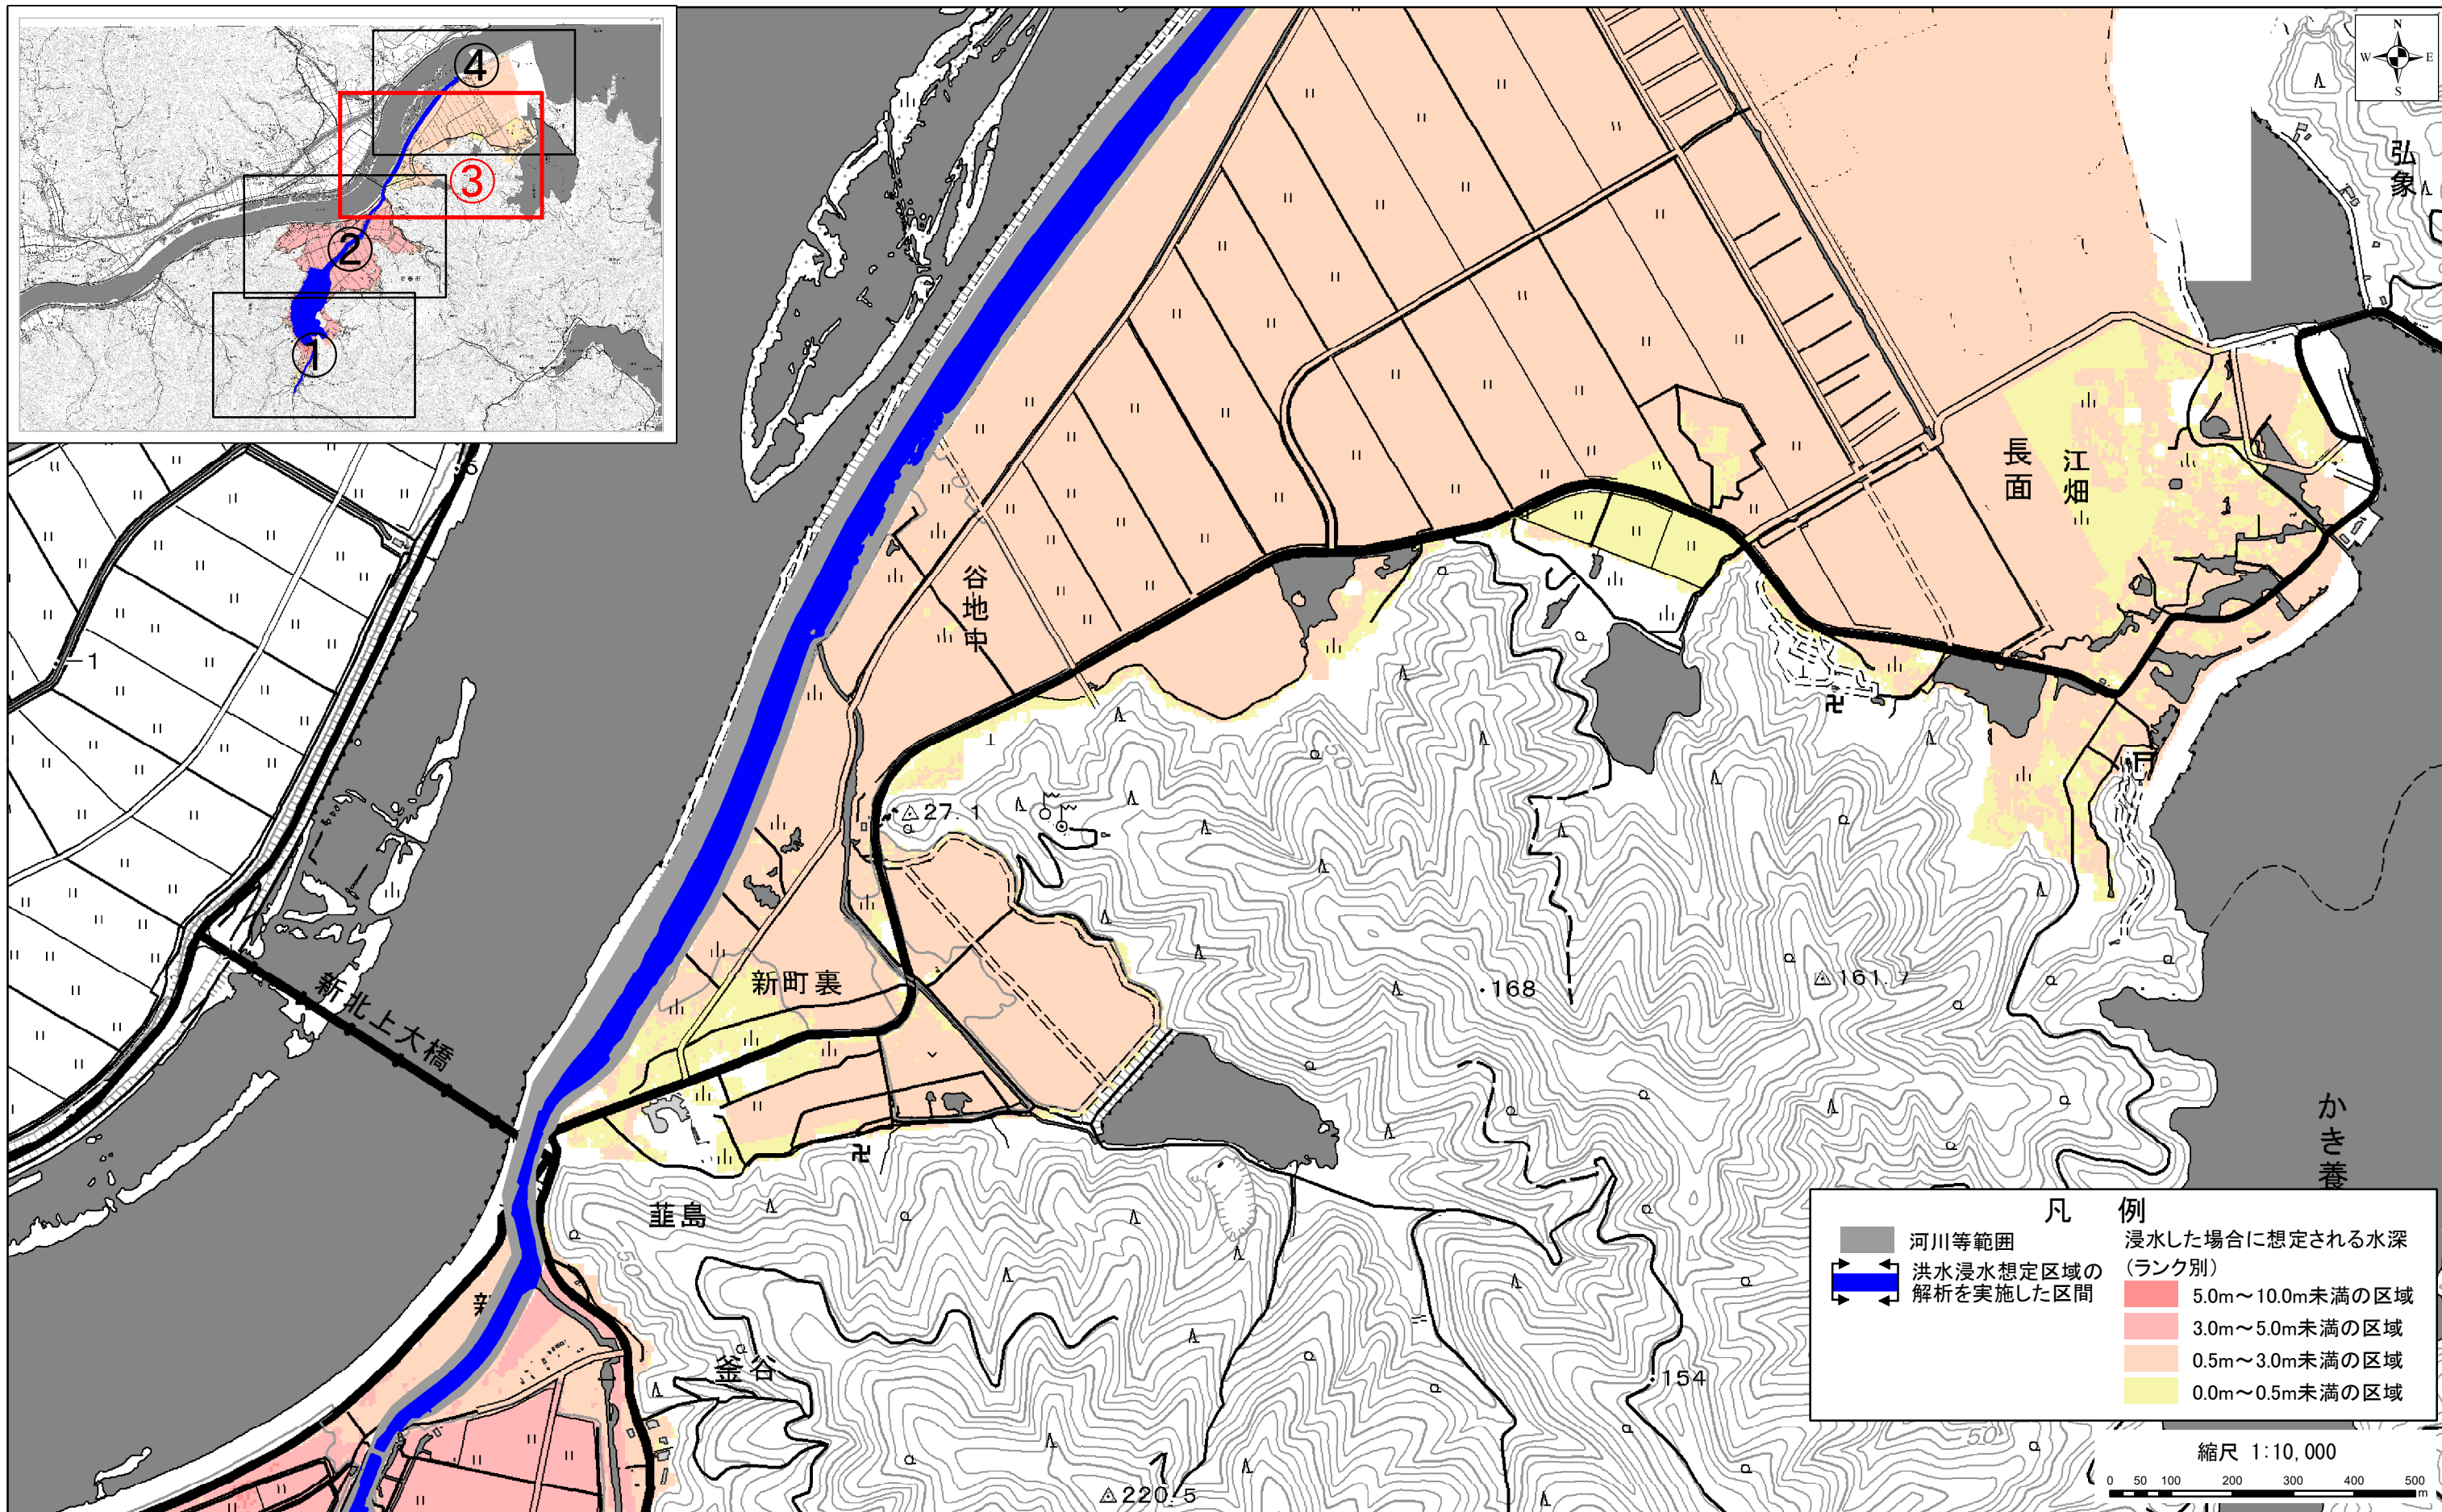 ④
③
②
①
N
W
E
S
弘象
長面
江畑
谷地中
-1
27.1
新町裏
新北上大橋
・168
161.7
かき養
韮島
釜谷
新
・154
220.5
50
50
50
凡 例
河川等範囲
洪水浸水想定区域の
解析を実施した区間
浸水した場合に想定される水深
(ランク別)
5.0m～10.0m未満の区域
3.0m～5.0m未満の区域
0.5m～3.0m未満の区域
0.0m～0.5m未満の区域
縮尺 1:10,000
0 50 100 200 300 400 500
m